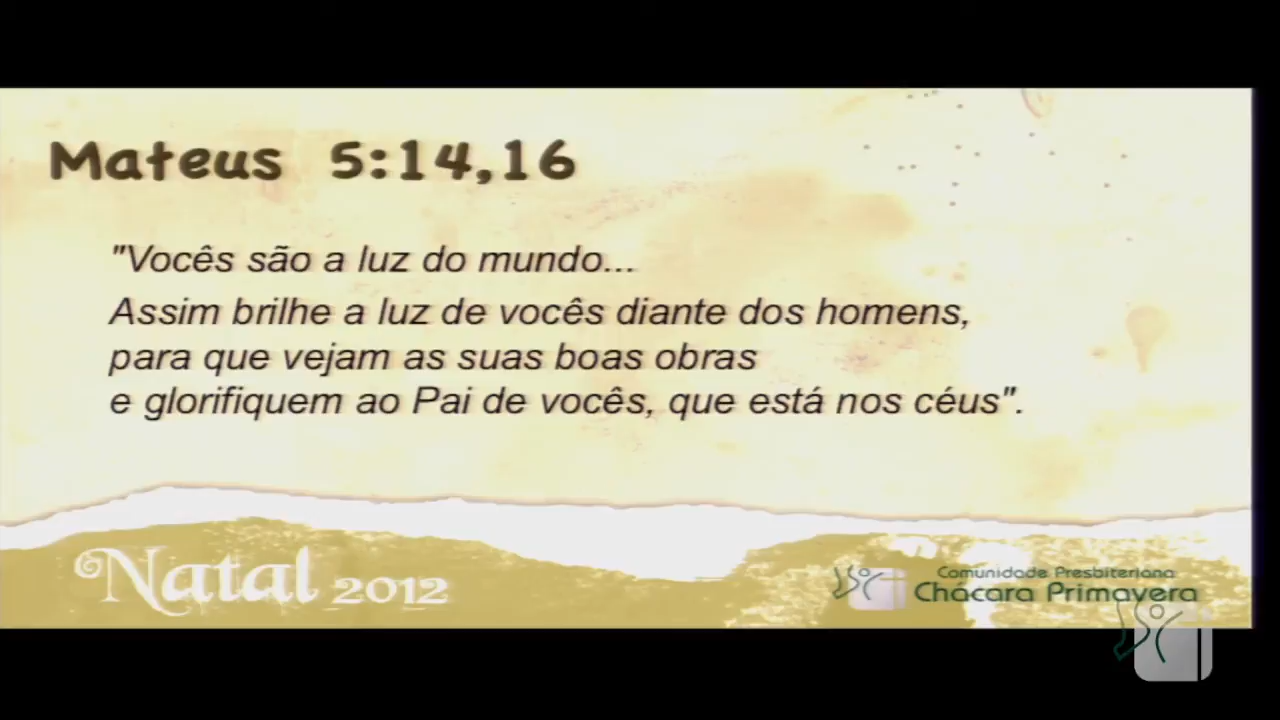 Mateus 5:14,16
"Vocês são a luz do mundo...
Assim brilhe a luz de vocês diante dos homens,
para que vejam as suas boas obras
e glorifiquem ao Pai de vocês, que está nos céus".
Natal 2012
Comunidade Presbiteriana
Chácara Primavera